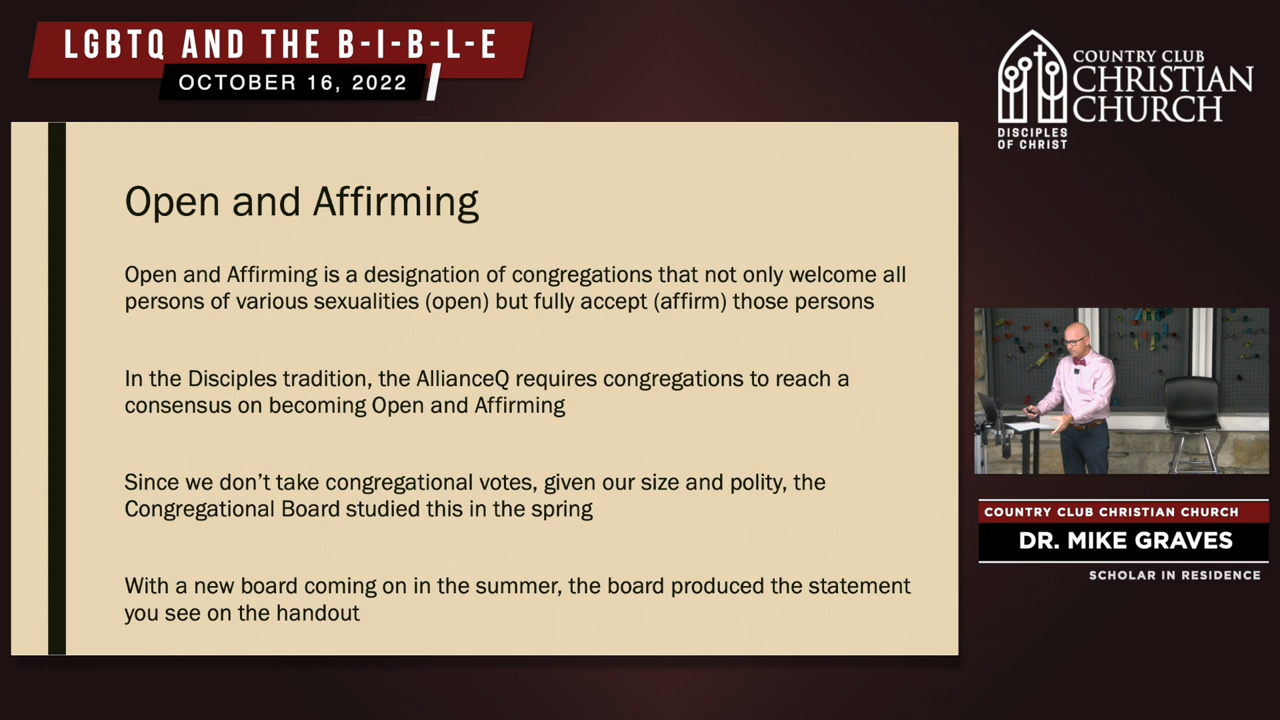 LGBTQ AND THE B-I-B-L-E
OCTOBER 16, 2022
COUNTRY CLUB
CHRISTIAN
CHURCH
DISCIPLES
OF CHRIST
Open and Affirming
Open and Affirming is a designation of congregations that not only welcome all
persons of various sexualities (open) but fully accept (affirm) those persons
In the Disciples tradition, the AllianceQ requires congregations to reach a
consensus on becoming Open and Affirming
Since we don’t take congregational votes, given our size and polity, the
Congregational Board studied this in the spring
With a new board coming on in the summer, the board produced the statement
you see on the handout
COUNTRY CLUB CHRISTIAN CHURCH
DR. MIKE GRAVES
SCHOLAR IN RESIDENCE